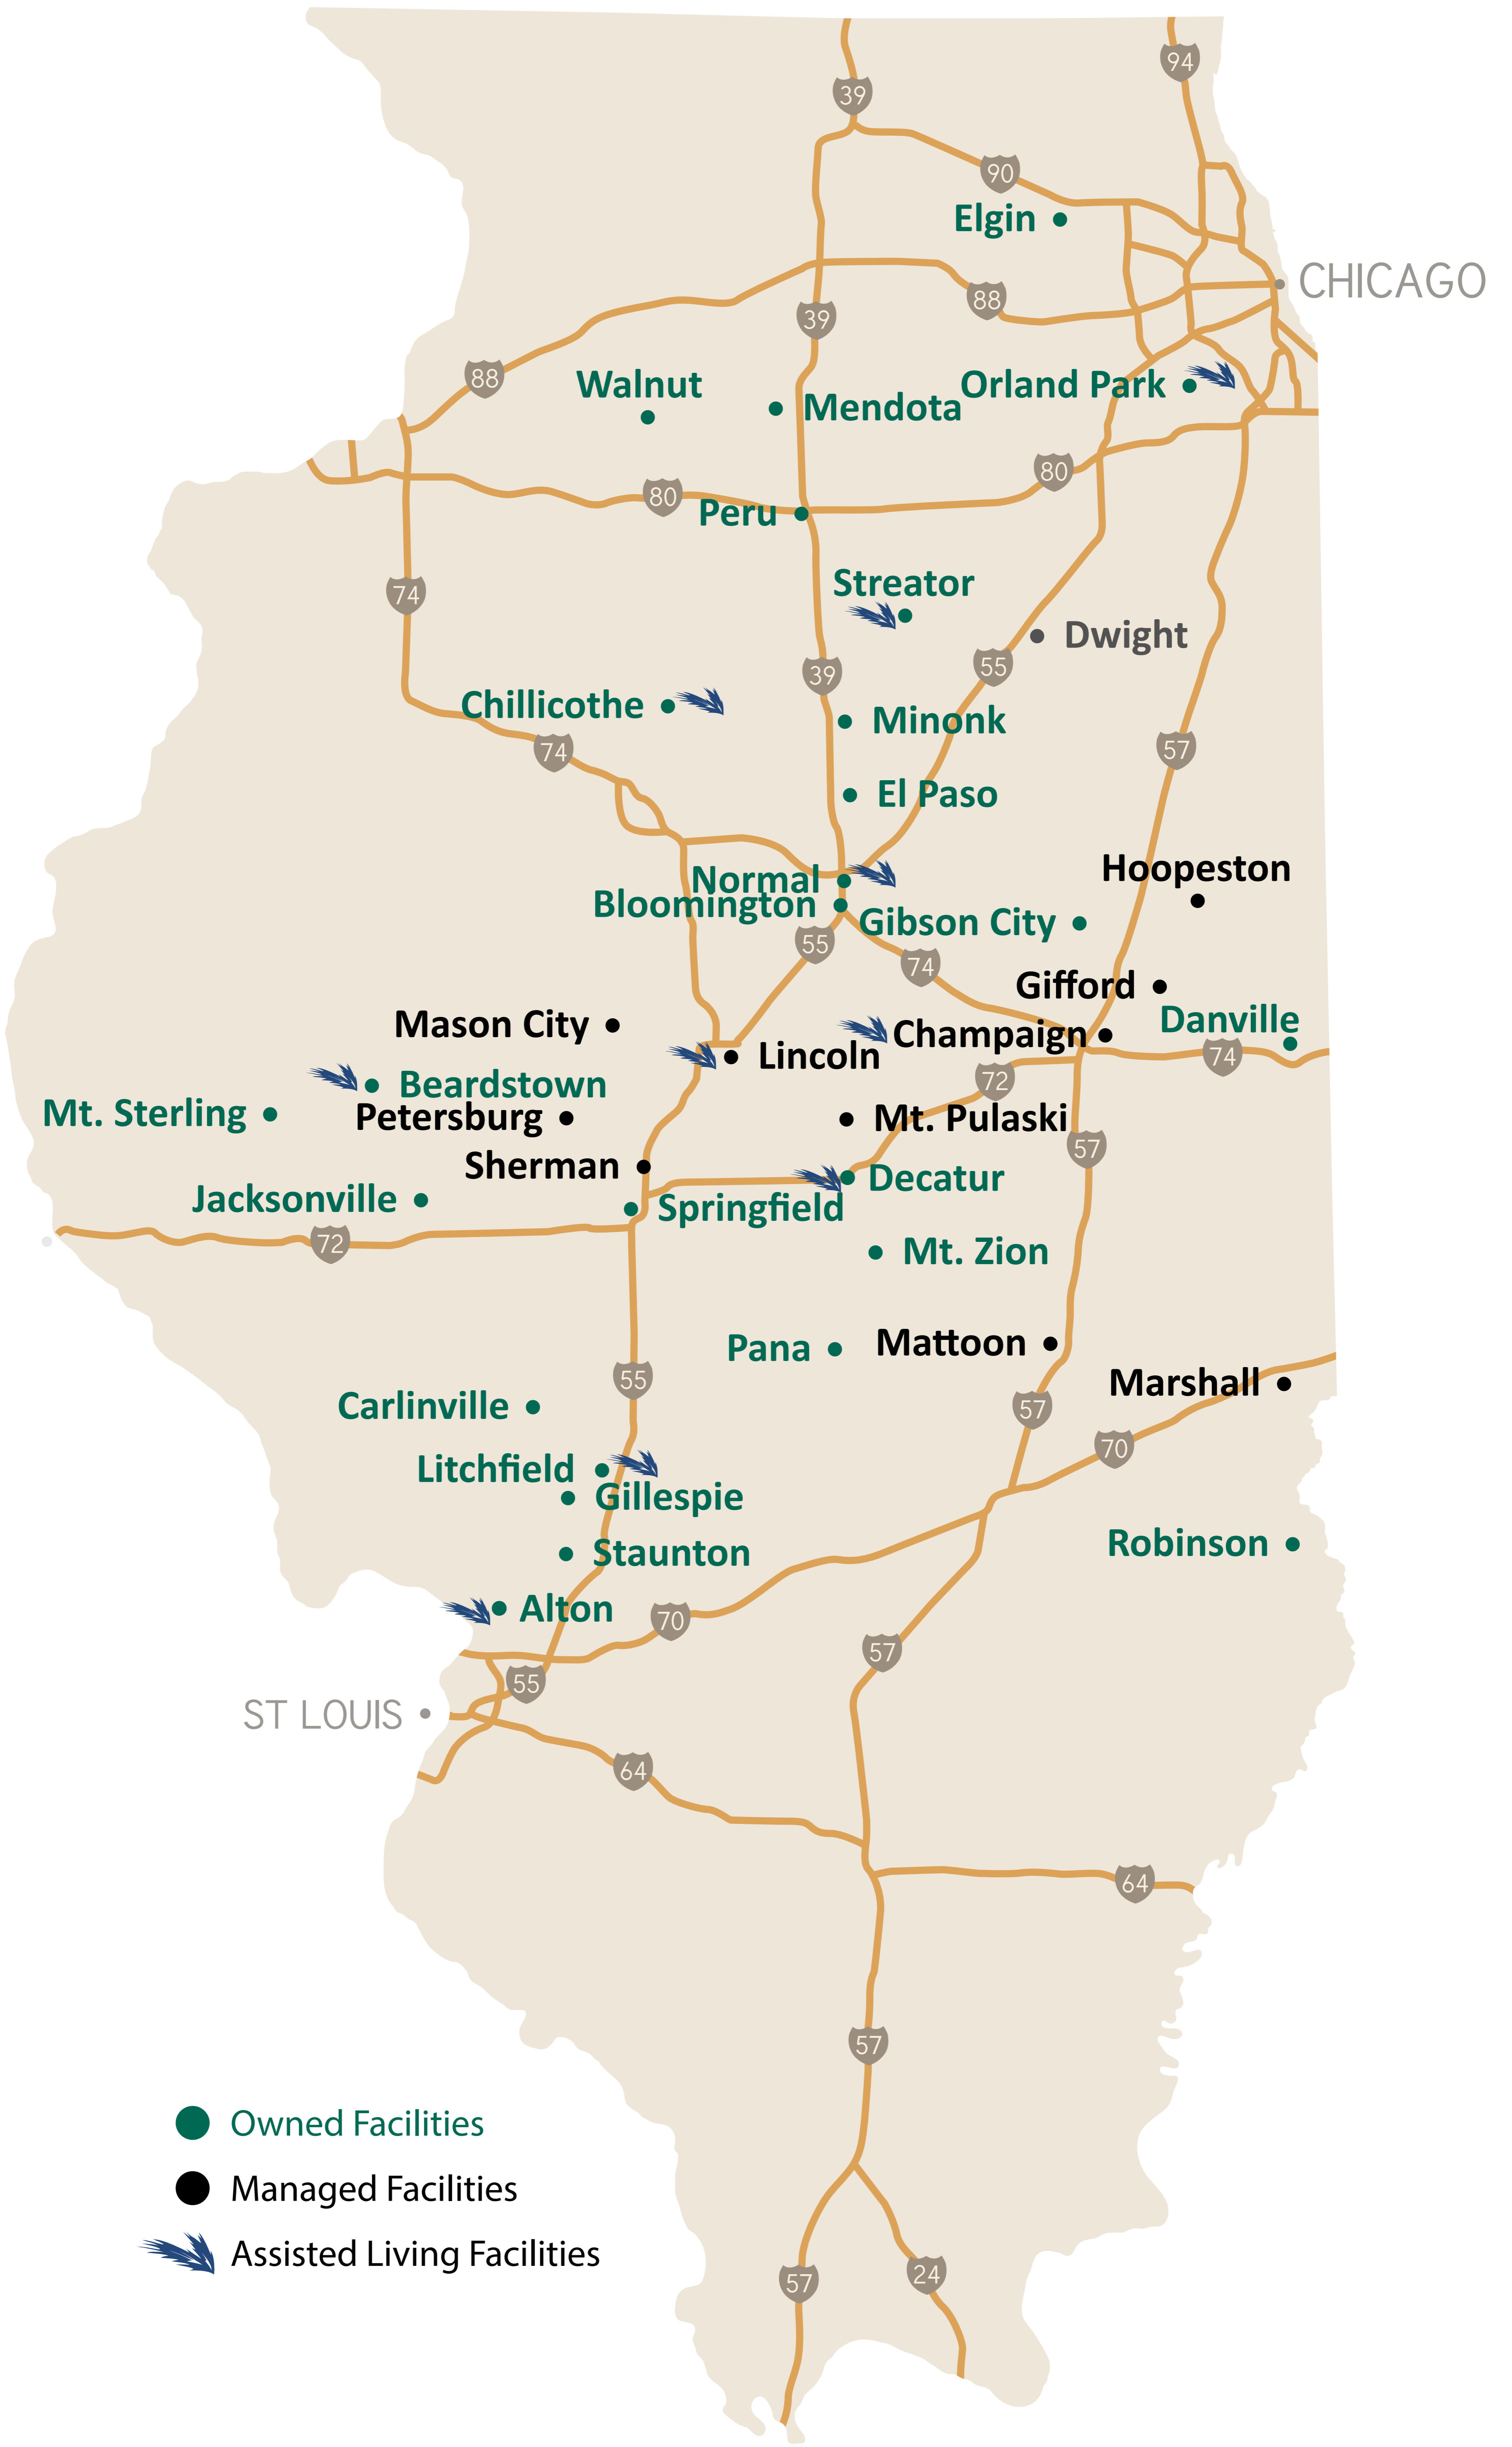 94
39
90
Elgin
CHICAGO
88
39
88
Walnut
Orland Park
Mendota
80
80
Peru
Streator
74
Dwight
55
39
Chillicothe
Minonk
57
74
El Paso
Hoopeston
Normal
Bloomington
Gibson City
55
74
Gifford
Danville
Mason City
Champaign
Lincoln
74
72
Beardstown
Mt. Sterling
Petersburg
Mt. Pulaski
57
Sherman
Decatur
Jacksonville
Springfield
72
Mt. Zion
Pana
Mattoon
55
Marshall
Carlinville
57
70
Litchfield
Gillespie
Robinson
Staunton
Alton
70
57
55
ST LOUIS
64
64
57
Owned Facilities
Managed Facilities
Assisted Living Facilities
57
24